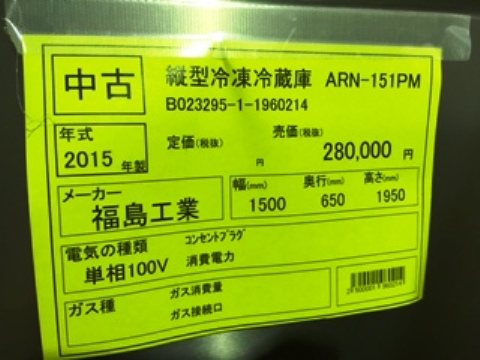 中古
縦型冷凍冷蔵庫 ARN-151PM
B023295-1-1960214
年式
2015 年製
定価(税抜) 円
売価(税抜) 280,000 円
メーカー
福島工業
幅(mm) 奥行(mm) 高さ(mm)
1500 650 1950
電気の種類
単相100V
コンセントプラグ
消費電力
ガス種
ガス消費量
ガス接続口